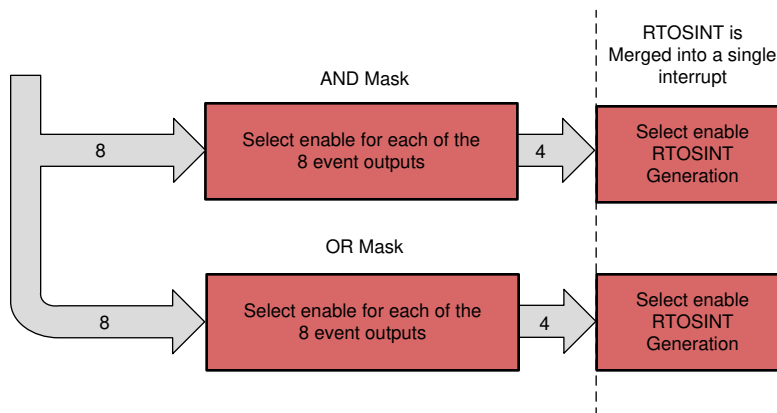 RTOSINT is
Merged into a single
interrupt
AND Mask
8
Select enable for each of the
8 event outputs
4
Select enable
RTOSINT
Generation
OR Mask
8
Select enable for each of the
8 event outputs
4
Select enable
RTOSINT
Generation